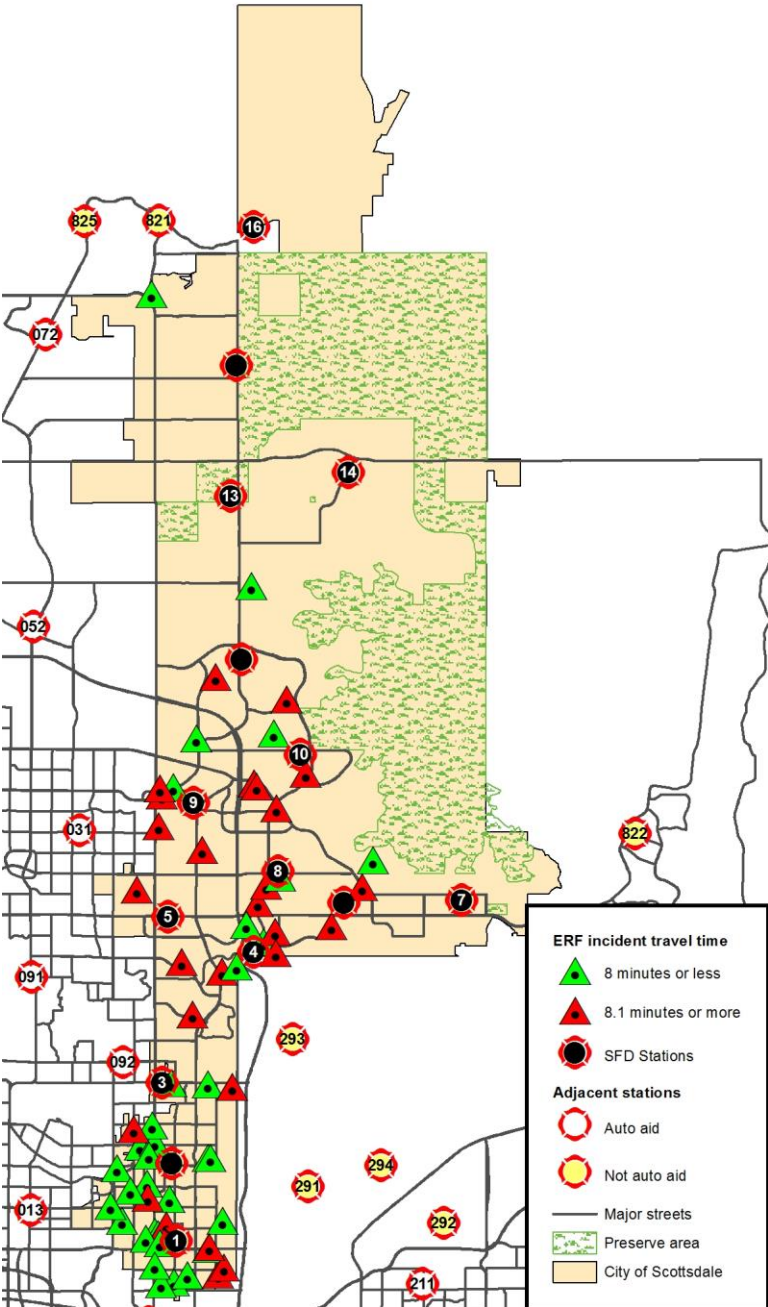 825
821
16
072
14
13
052
10
9
031
822
8
7
5
4
091
293
092
3
294
291
013
292
1
211
ERF incident travel time
8 minutes or less
8.1 minutes or more
SFD Stations
Adjacent stations
Auto aid
Not auto aid
Major streets
Preserve area
City of Scottsdale